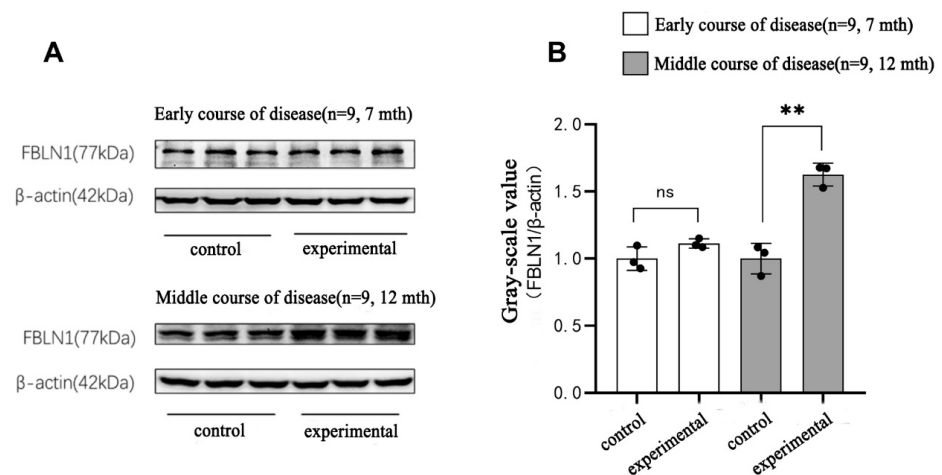 A
Early course of disease(n=9, 7 mth)
FBLN1(77kDa)
β-actin(42kDa)
control
experimental
Middle course of disease(n=9, 12 mth)
FBLN1(77kDa)
β-actin(42kDa)
control
experimental
B
Early course of disease(n=9, 7 mth)
Middle course of disease(n=9, 12 mth)
Gray-scale value
(FBLN1/β-actin)
2.0
1.5
1.0
0.5
0.0
ns
**
control
experimental
control
experimental